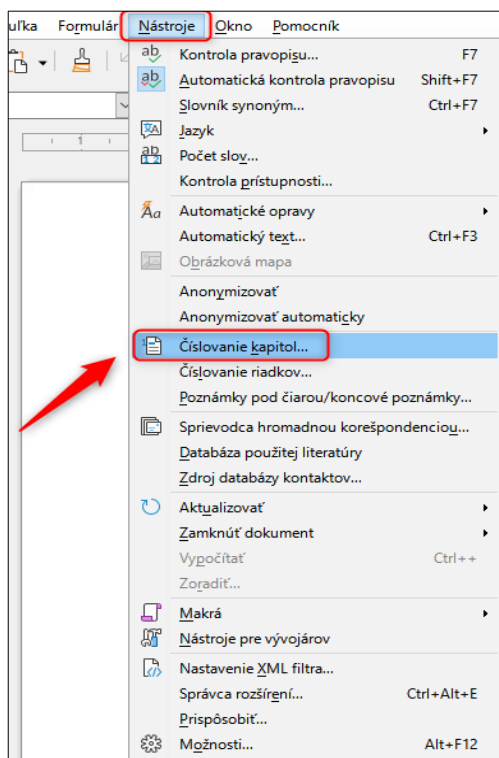 uľka Formulár Nástroje Okno Pomocník
1
Kontrola pravopisu... F7
Automatická kontrola pravopisu Shift+F7
Slovník synoným... Ctrl+F7
Jazyk
Počet slov...
Kontrola prístupnosti...
Automatické opravy
Automatický text... Ctrl+F3
Obrázková mapa
Anonymizovať
Anonymizovať automaticky
Číslovanie kapitol...
Číslovanie riadkov...
Poznámky pod čiarou/koncové poznámky...
Sprievodca hromadnou korešpondenciou...
Databáza použitej literatúry
Zdroj databázy kontaktov...
Aktualizovať
Zamknúť dokument
Vypočítať Ctrl++
Zoradiť...
Makrá
Nástroje pre vývojárov
Nastavenie XML filtra...
Správca rozšírení... Ctrl+Alt+E
Prispôsobiť...
Možnosti... Alt+F12